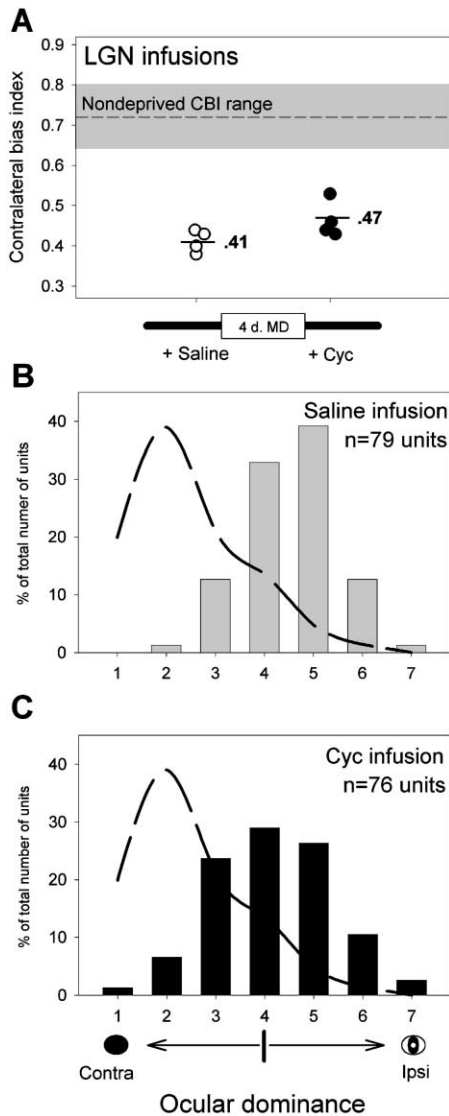 A
LGN infusions
Nondeprived CBI range
Contralateral bias index
0.9
0.8
0.7
0.6
0.5
0.4
0.3
.41
.47
4 d. MD
+ Saline
+ Cyc
B
Saline infusion
n=79 units
% of total numer of units
40
30
20
10
0
1 2 3 4 5 6 7
C
Cyc infusion
n=76 units
% of total number of units
40
30
20
10
0
1 2 3 4 5 6 7
Contra
Ipsi
Ocular dominance